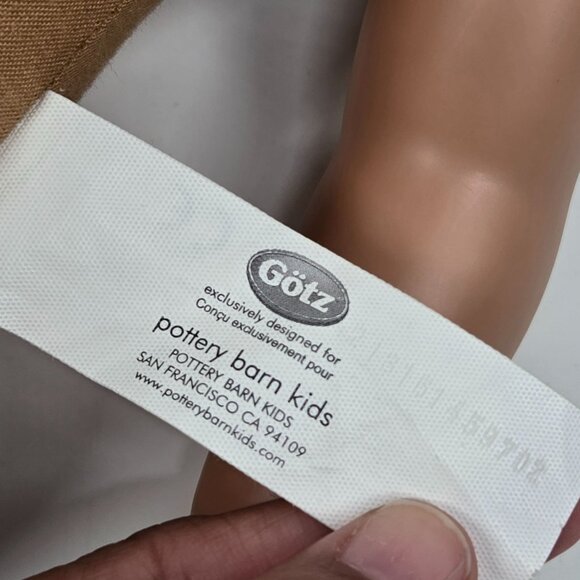 Götz
exclusively designed for
Conçu exclusivement pour
pottery barn kids
POTTERY BARN KIDS
SAN FRANCISCO CA 94109
www.potterybarnkids.com